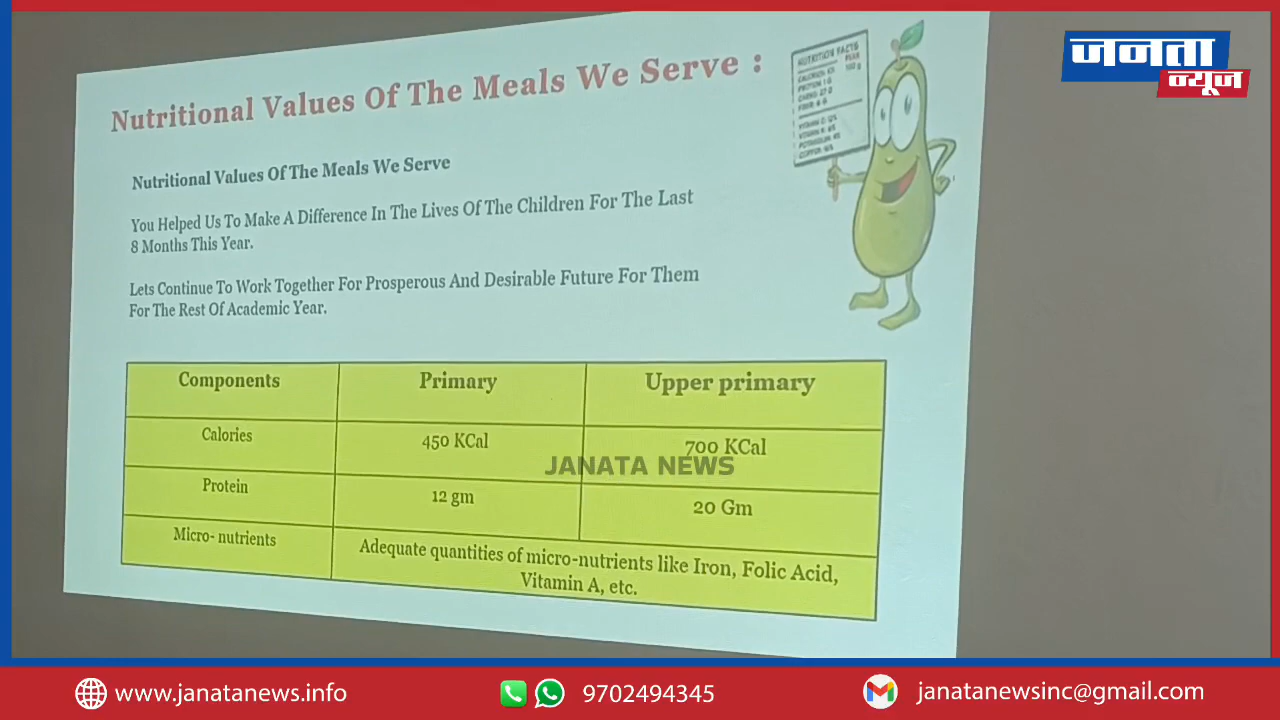 जनता
न्यूज
Nutritional Values Of The Meals We Serve :
NUTRITION FACTS
Nutritional Values Of The Meals We Serve
You Helped Us To Make A Difference In The Lives Of The Children For The Last
8 Months This Year.
Lets Continue To Work Together For Prosperous And Desirable Future For Them
For The Rest Of Academic Year.
Components Primary Upper primary
Calories 450 KCal 700 KCal
JANATA NEWS
Protein 12 gm 20 Gm
Micro- nutrients Adequate quantities of micro-nutrients like Iron, Folic Acid,
Vitamin A, etc.
www.janatanews.info 9702494345 janatanewsinc@gmail.com